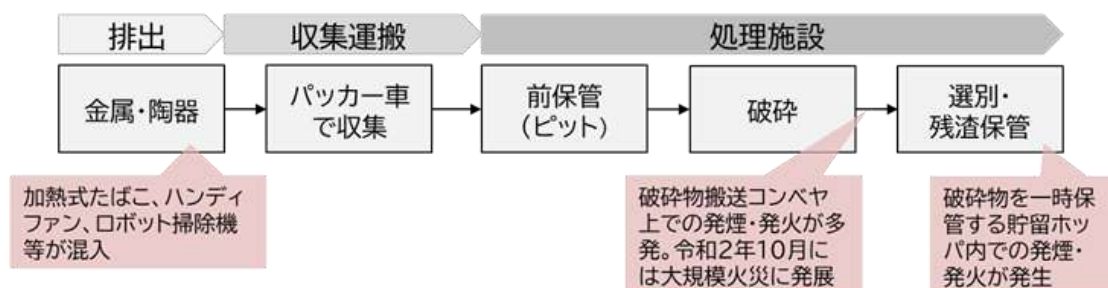 排出
収集運搬
処理施設
金属・陶器
パッカー車
で収集
前保管
(ピット)
破砕
選別・
残渣保管
加熱式たばこ、ハンディ
ファン、ロボット掃除機
等が混入
破砕物搬送コンベヤ
上での発煙・発火が多
発。令和2年10月に
は大規模火災に発展
破砕物を一時保
管する貯留ホッ
パ内での発煙・
発火が発生